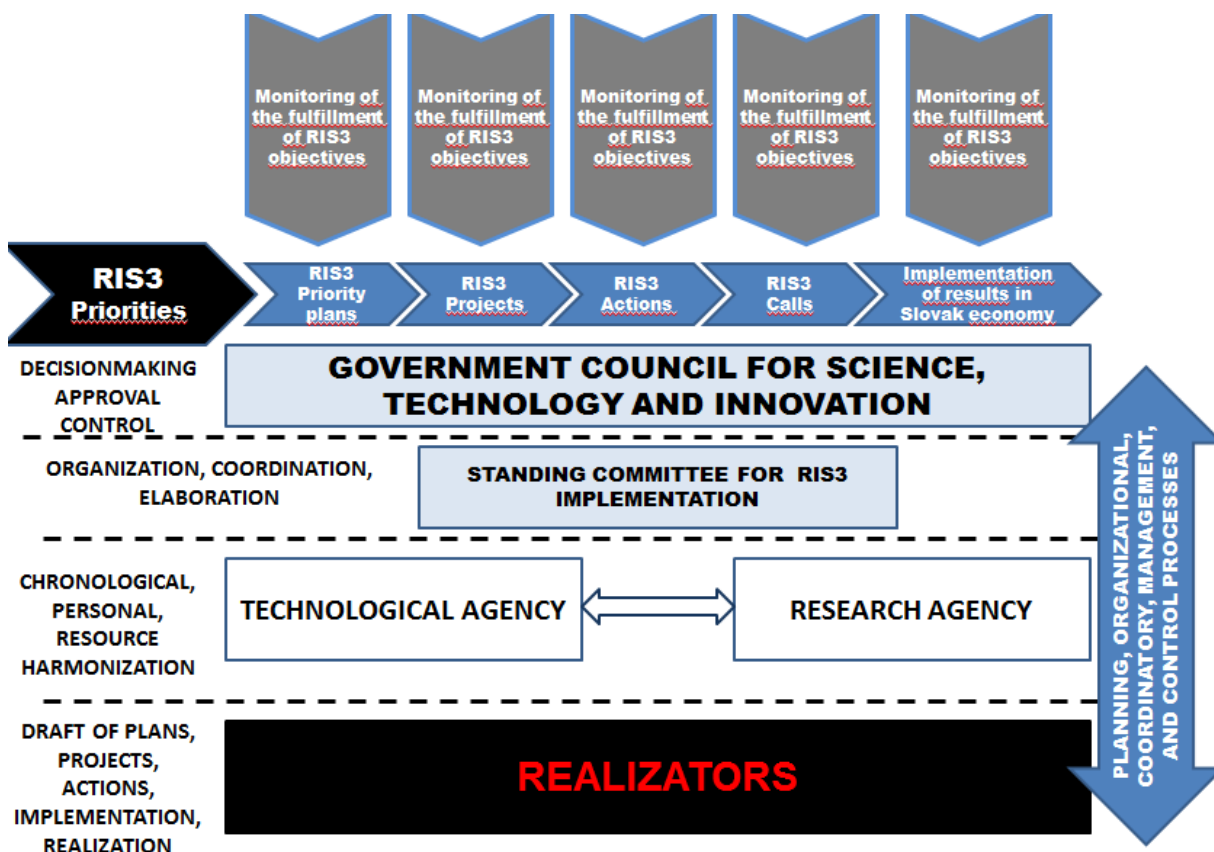 Monitoring of
the fulfillment
of RIS3
objectives
Monitoring of
the fulfillment
of RIS3
objectives
Monitoring of
the fulfillment
of RIS3
objectives
Monitoring of
the fulfillment
of RIS3
objectives
Monitoring of
the fulfillment
of RIS3
objectives
RIS3
Priorities
RIS3
Priority
plans
RIS3
Projects
RIS3
Actions
RIS3
Calls
Implementation
of results in
Slovak economy
DECISIONMAKING
APPROVAL
CONTROL
GOVERNMENT COUNCIL FOR SCIENCE,
TECHNOLOGY AND INNOVATION
ORGANIZATION, COORDINATION,
ELABORATION
STANDING COMMITTEE FOR RIS3
IMPLEMENTATION
CHRONOLOGICAL,
PERSONAL,
RESOURCE
HARMONIZATION
TECHNOLOGICAL AGENCY
RESEARCH AGENCY
DRAFT OF PLANS,
PROJECTS,
ACTIONS,
IMPLEMENTATION,
REALIZATION
REALIZATORS
PLANNING, ORGANIZATIONAL,
COORDINATORY, MANAGEMENT,
AND CONTROL PROCESSES